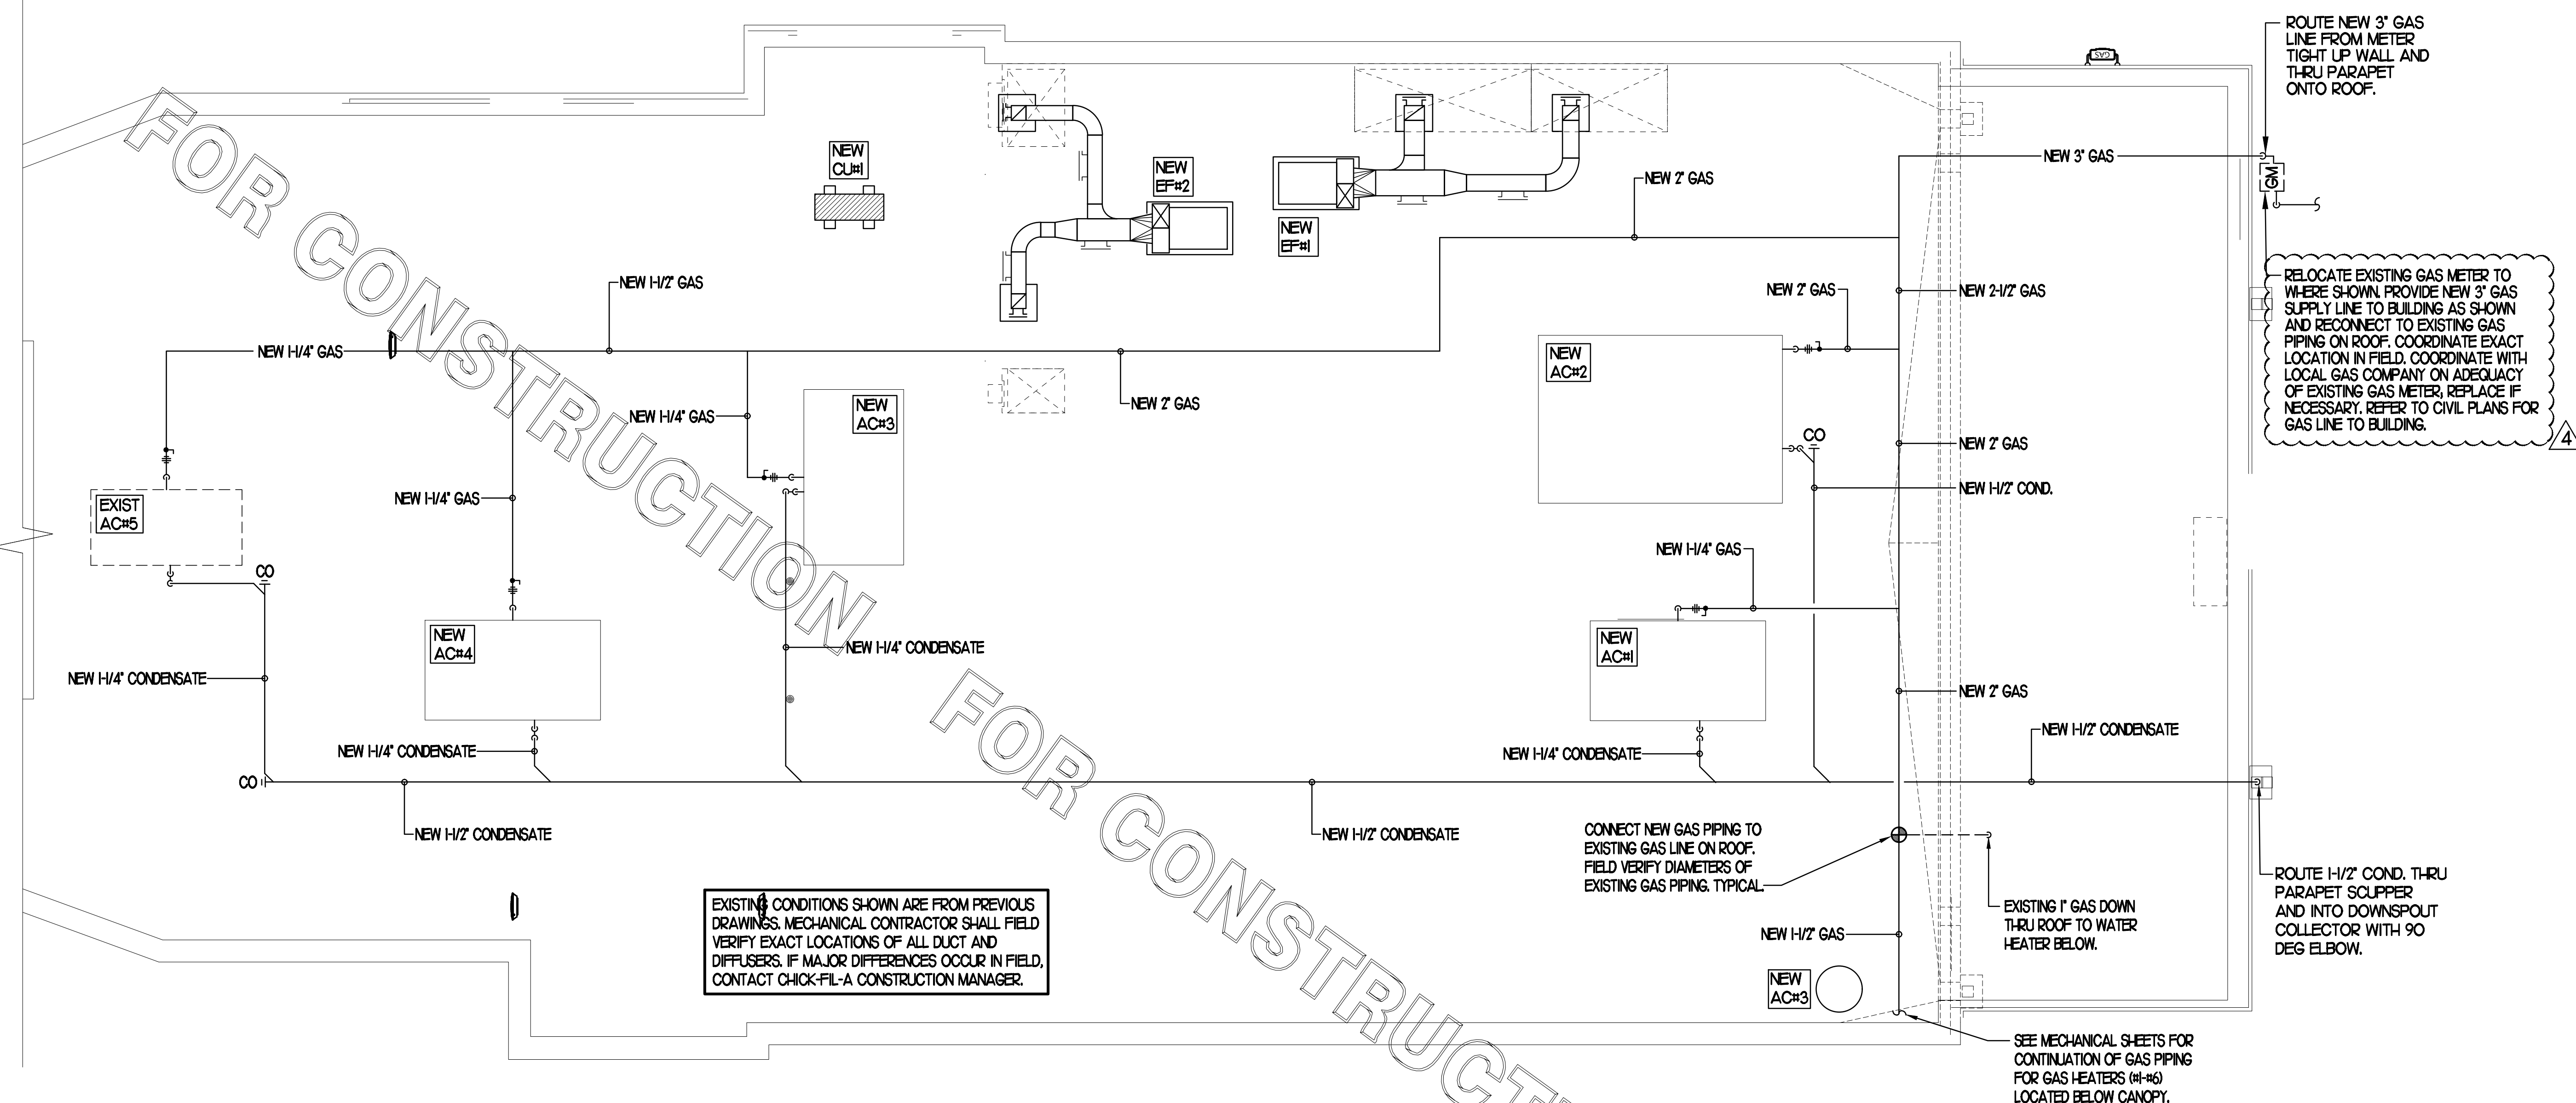 ROUTE NEW 3" GAS
LINE FROM METER
TIGHT UP WALL AND
THRU PARAPET
ONTO ROOF.
GAS
NEW 3" GAS
GM
NEW
CU#1
NEW
EF#2
NEW
EF#1
NEW 2" GAS
NEW 1-1/2" GAS
NEW 2" GAS
NEW 2-1/2" GAS
RELOCATE EXISTING GAS METER TO
WHERE SHOWN. PROVIDE NEW 3" GAS
SUPPLY LINE TO BUILDING AS SHOWN
AND RECONNECT TO EXISTING GAS
PIPING ON ROOF. COORDINATE EXACT
LOCATION IN FIELD. COORDINATE WITH
LOCAL GAS COMPANY ON ADEQUACY
OF EXISTING GAS METER, REPLACE IF
NECESSARY. REFER TO CIVIL PLANS FOR
GAS LINE TO BUILDING.
4
NEW 1-1/4" GAS
NEW
AC#2
NEW 1-1/4" GAS
NEW
AC#3
NEW 2" GAS
CO
NEW 2" GAS
NEW 1-1/4" GAS
NEW 1-1/2" COND.
EXIST
AC#5
NEW 1-1/4" GAS
CO
NEW
AC#4
NEW 1-1/4" CONDENSATE
NEW
AC#1
NEW 1-1/4" CONDENSATE
NEW 2" GAS
NEW 1-1/2" CONDENSATE
NEW 1-1/4" CONDENSATE
NEW 1-1/4" CONDENSATE
CO
NEW 1-1/2" CONDENSATE
NEW 1-1/2" CONDENSATE
CONNECT NEW GAS PIPING TO
EXISTING GAS LINE ON ROOF.
FIELD VERIFY DIAMETERS OF
EXISTING GAS PIPING. TYPICAL.
ROUTE 1-1/2" COND. THRU
PARAPET SCUPPER
AND INTO DOWNSPOUT
COLLECTOR WITH 90
DEG ELBOW.
EXISTING 1" GAS DOWN
THRU ROOF TO WATER
HEATER BELOW.
EXISTING CONDITIONS SHOWN ARE FROM PREVIOUS
DRAWINGS. MECHANICAL CONTRACTOR SHALL FIELD
VERIFY EXACT LOCATIONS OF ALL DUCT AND
DIFFUSERS. IF MAJOR DIFFERENCES OCCUR IN FIELD,
CONTACT CHICK-FIL-A CONSTRUCTION MANAGER.
NEW 1-1/2" GAS
NEW
AC#3
SEE MECHANICAL SHEETS FOR
CONTINUATION OF GAS PIPING
FOR GAS HEATERS (#1-#6)
LOCATED BELOW CANOPY.
FOR CONSTRUCTION
FOR CONSTRUCTI